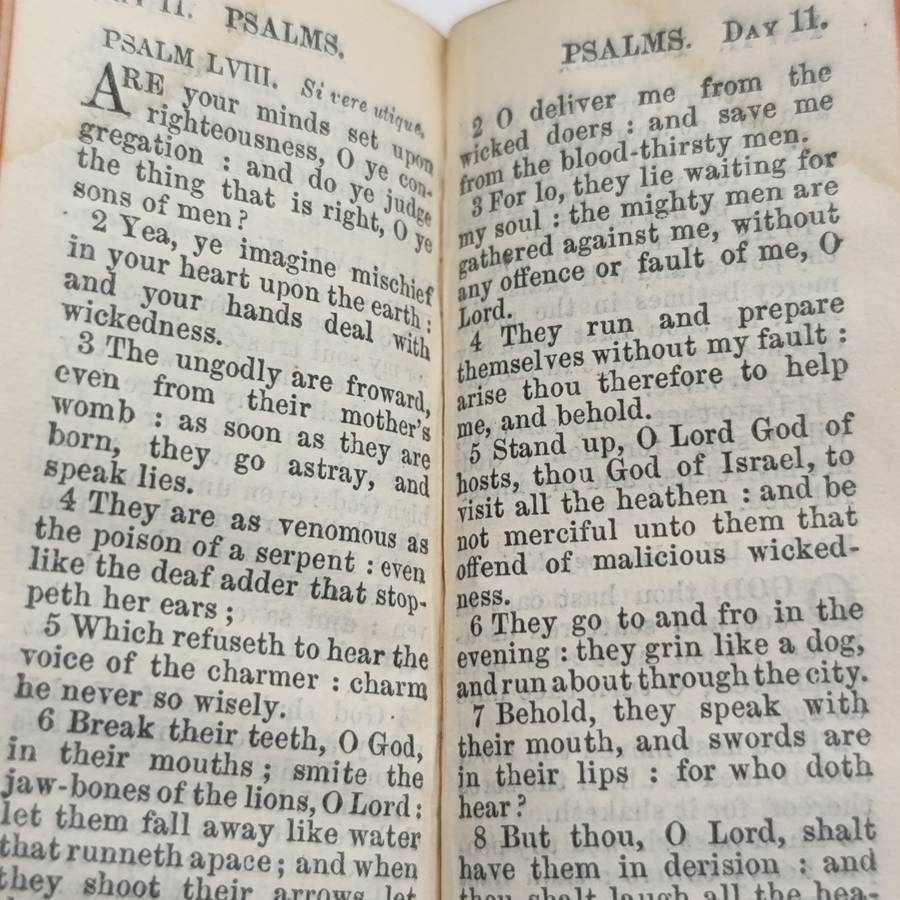 11. PSALMS.
PSALM LVIII. Si vere utique.
ARE your minds set upon
righteousness, O ye con-
gregation : and do ye judge
the thing that is right, O ye
sons of men ?
2 Yea, ye imagine mischief
in your heart upon the earth :
and your hands deal with
wickedness.
3 The ungodly are froward,
even from their mother's
womb : as soon as they are
born, they go astray, and
speak lies.
4 They are as venomous as
the poison of a serpent : even
like the deaf adder that stop-
peth her ears ;
5 Which refuseth to hear the
voice of the charmer : charm
he never so wisely.
6 Break their teeth, O God,
in their mouths ; smite the
jaw-bones of the lions, O Lord :
let them fall away like water
that runneth apace ; and when
they shoot their arrows let
PSALMS. DAY 11.
2 O deliver me from the
wicked doers : and save me
from the blood-thirsty men.
3 For lo, they lie waiting for
my soul : the mighty men are
gathered against me, without
any offence or fault of me, O
Lord.
4 They run and prepare
themselves without my fault :
arise thou therefore to help
me, and behold.
5 Stand up, O Lord God of
hosts, thou God of Israel, to
visit all the heathen : and be
not merciful unto them that
offend of malicious wicked-
ness.
6 They go to and fro in the
evening : they grin like a dog,
and run about through the city.
7 Behold, they speak with
their mouth, and swords are
in their lips : for who doth
hear ?
8 But thou, O Lord, shalt
have them in derision : and
thou shalt laugh all the hea-